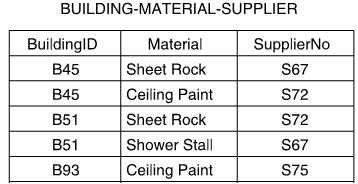 BUILDING-MATERIAL-SUPPLIER
BuildingID Material SupplierNo
B45 Sheet Rock S67
B45 Ceiling Paint S72
B51 Sheet Rock S72
B51 Shower Stall S67
B93 Ceiling Paint S75